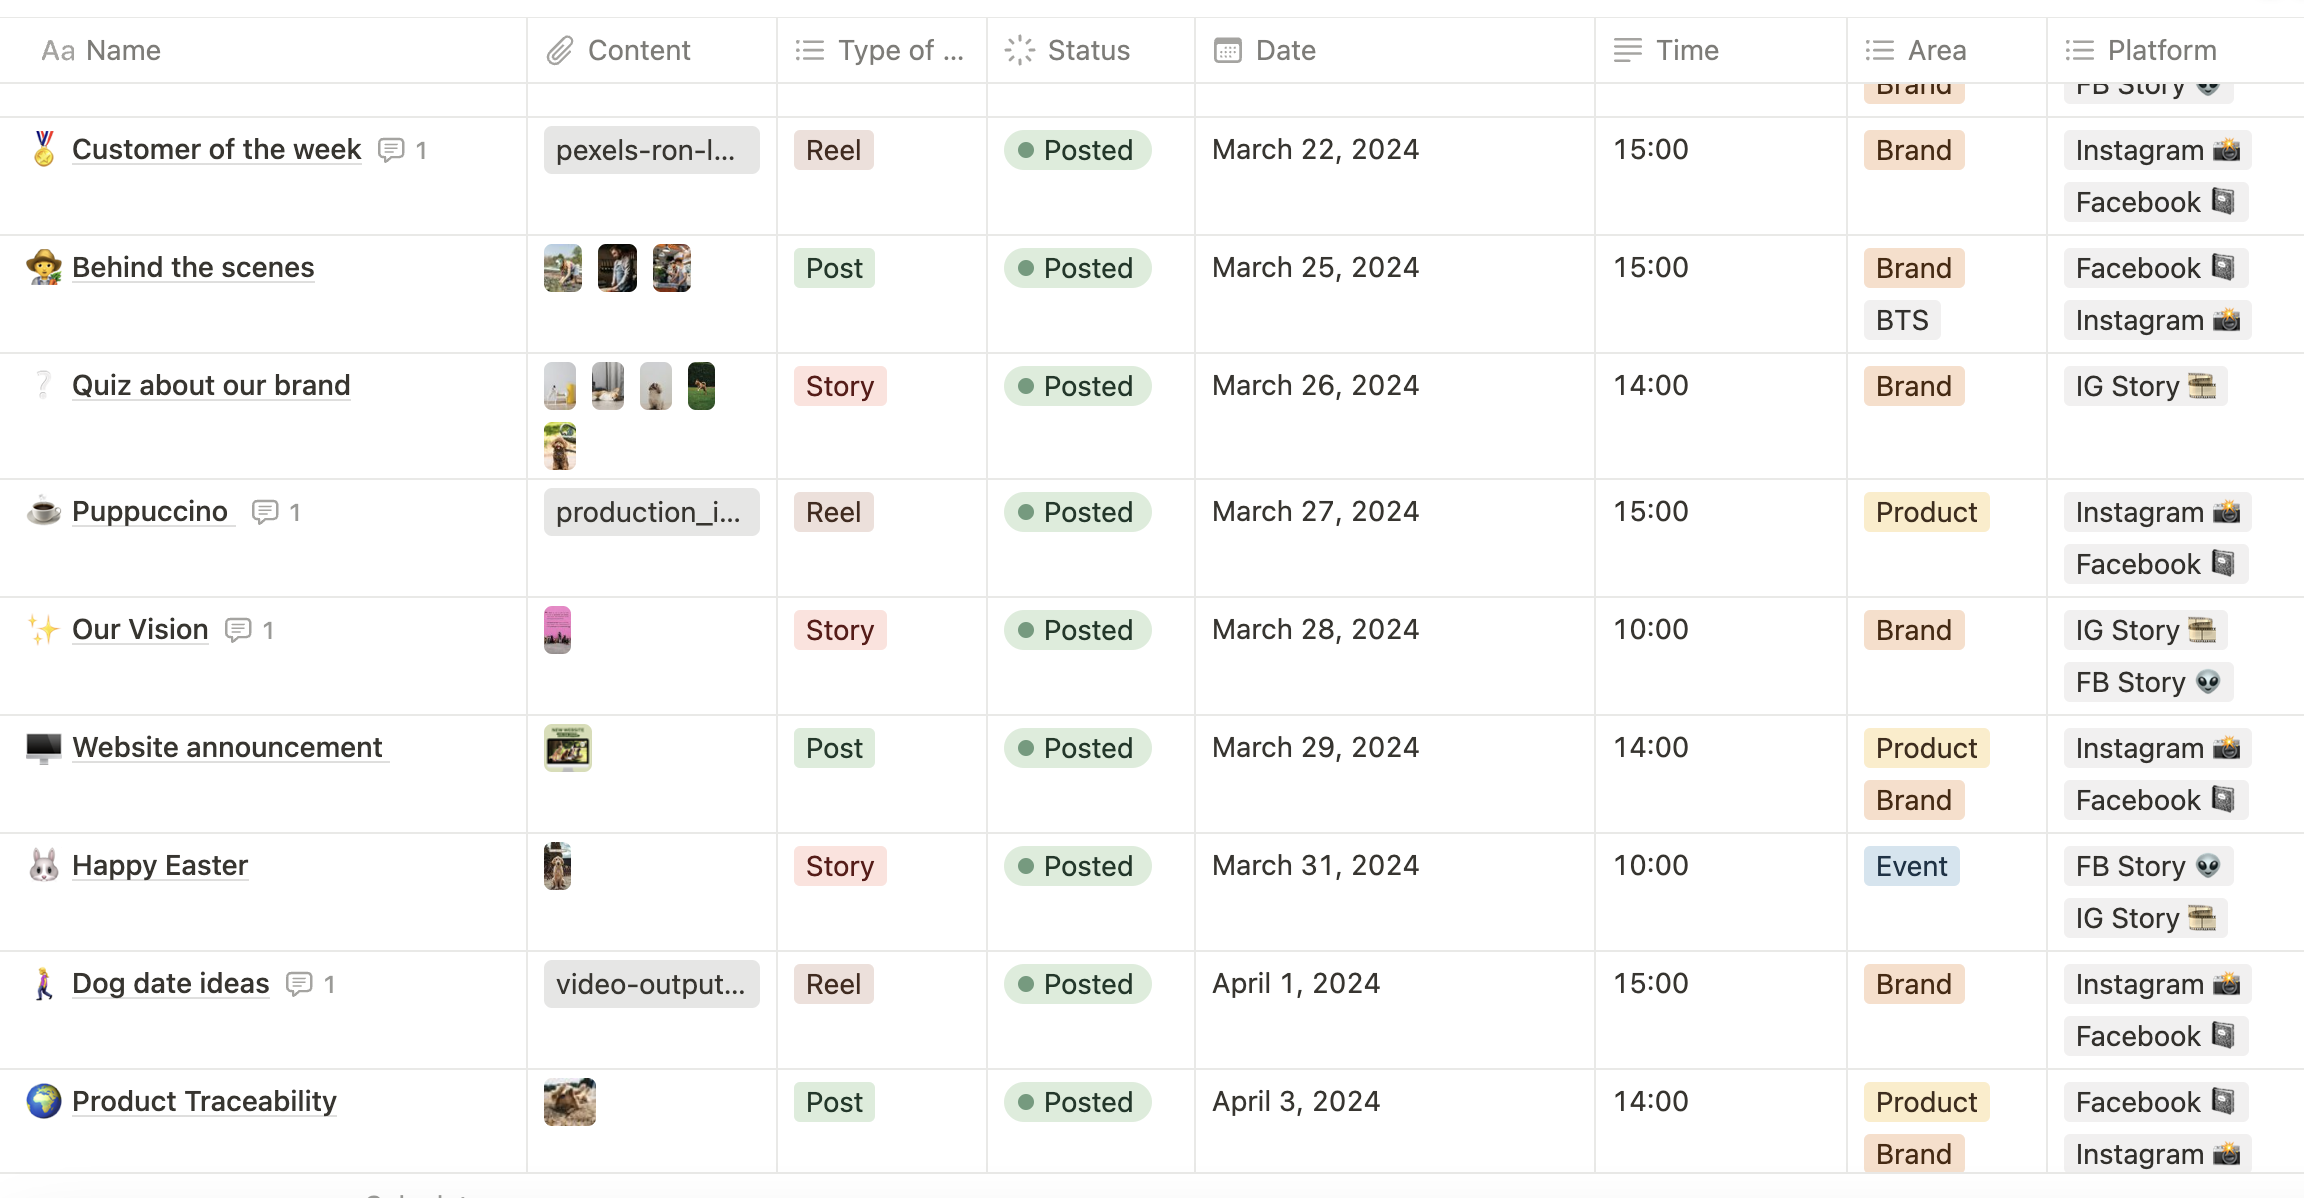 Aa Name Content Type of ... Status Date Time Area Platform
Brand FB Story
Customer of the week 1 pexels-ron-l... Reel Posted March 22, 2024 15:00 Brand Instagram
Facebook
Behind the scenes Post Posted March 25, 2024 15:00 Brand Facebook
BTS Instagram
Quiz about our brand Story Posted March 26, 2024 14:00 Brand IG Story
Puppuccino 1 production_i... Reel Posted March 27, 2024 15:00 Product Instagram
Facebook
Our Vision 1 Story Posted March 28, 2024 10:00 Brand IG Story
FB Story
Website announcement Post Posted March 29, 2024 14:00 Product Instagram
Brand Facebook
Happy Easter Story Posted March 31, 2024 10:00 Event FB Story
IG Story
Dog date ideas 1 video-output... Reel Posted April 1, 2024 15:00 Brand Instagram
Facebook
Product Traceability Post Posted April 3, 2024 14:00 Product Facebook
Brand Instagram